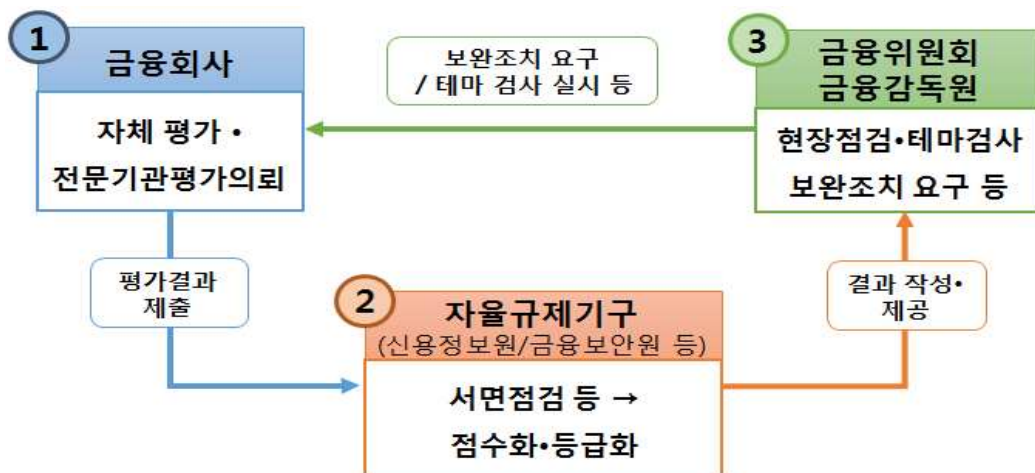 1
금융회사
자체 평가 •
전문기관평가의뢰
보완조치 요구
/ 테마 검사 실시 등
3
금융위원회
금융감독원
현장점검•테마검사
보완조치 요구 등
평가결과
제출
2
자율규제기구
(신용정보원/금융보안원 등)
서면점검 등 →
점수화•등급화
결과 작성•
제공